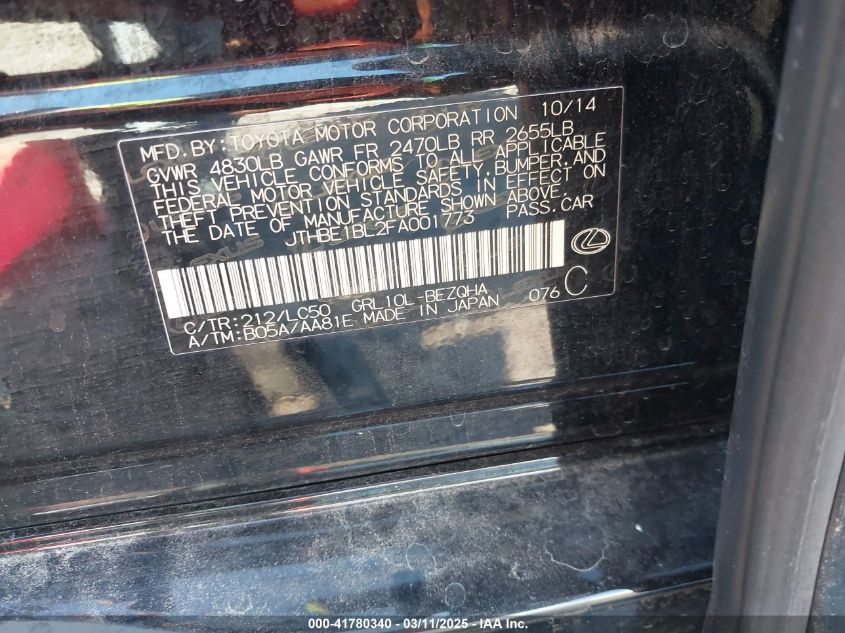 MFD. BY: TOYOTA MOTOR CORPORATION 10/14
GVWR 4830LB GAWR FR 2470LB RR 2655LB
THIS VEHICLE CONFORMS TO ALL APPLICABLE
FEDERAL MOTOR VEHICLE SAFETY, BUMPER, AND
THEFT PREVENTION STANDARDS IN EFFECT ON
THE DATE OF MANUFACTURE SHOWN ABOVE.
JTHBE1BL2FA001773 PASS. CAR
LEXUS
C/TR: 212/LC50 GRL10L-BEZQHA 076 C
A/TM: B05A/AA81E MADE IN JAPAN
000-41780340 - 03/11/2025 - IAA Inc.